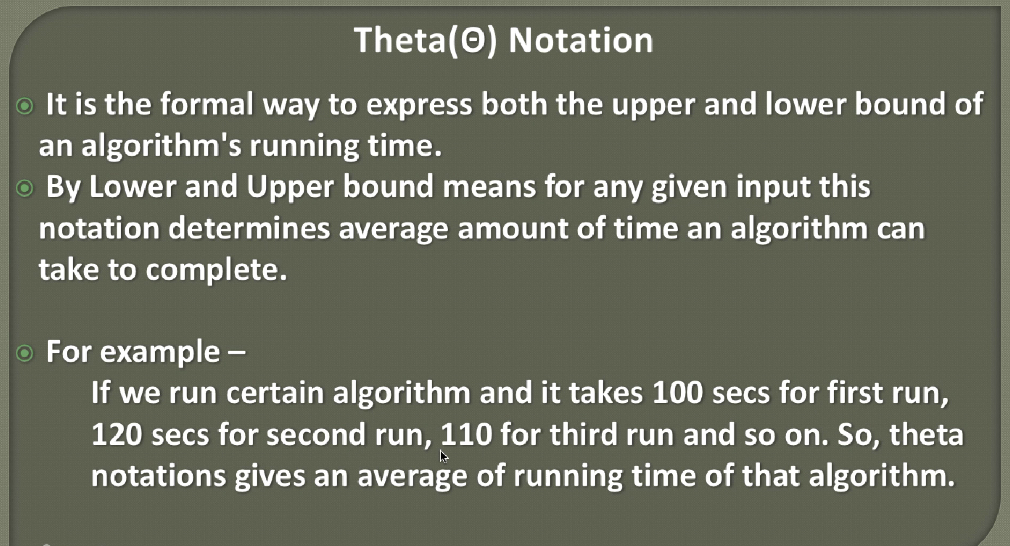 Theta(Θ) Notation
It is the formal way to express both the upper and lower bound of
an algorithm's running time.
By Lower and Upper bound means for any given input this
notation determines average amount of time an algorithm can
take to complete.
For example –
If we run certain algorithm and it takes 100 secs for first run,
120 secs for second run, 110 for third run and so on. So, theta
notations gives an average of running time of that algorithm.